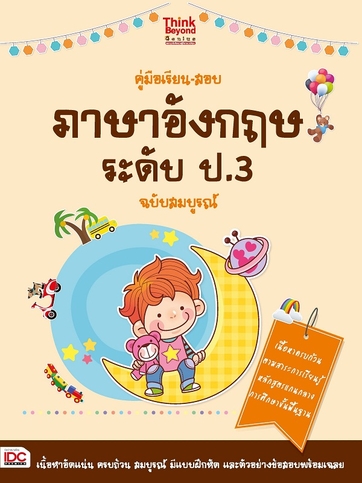 Think
Beyond
Genius
คู่มือเรียน-สอบ
ภาษาอังกฤษ
ระดับ ป.3
ฉบับสมบูรณ์
เนื้อหาครบถ้วน
ตามสาระการเรียนรู้
หลักสูตรแกนกลาง
การศึกษาขั้นพื้นฐาน
IDC
PREMIER
เนื้อหาอัดแน่น ครบถ้วน สมบูรณ์ มีแบบฝึกหัด และตัวอย่างข้อสอบพร้อมเฉลย